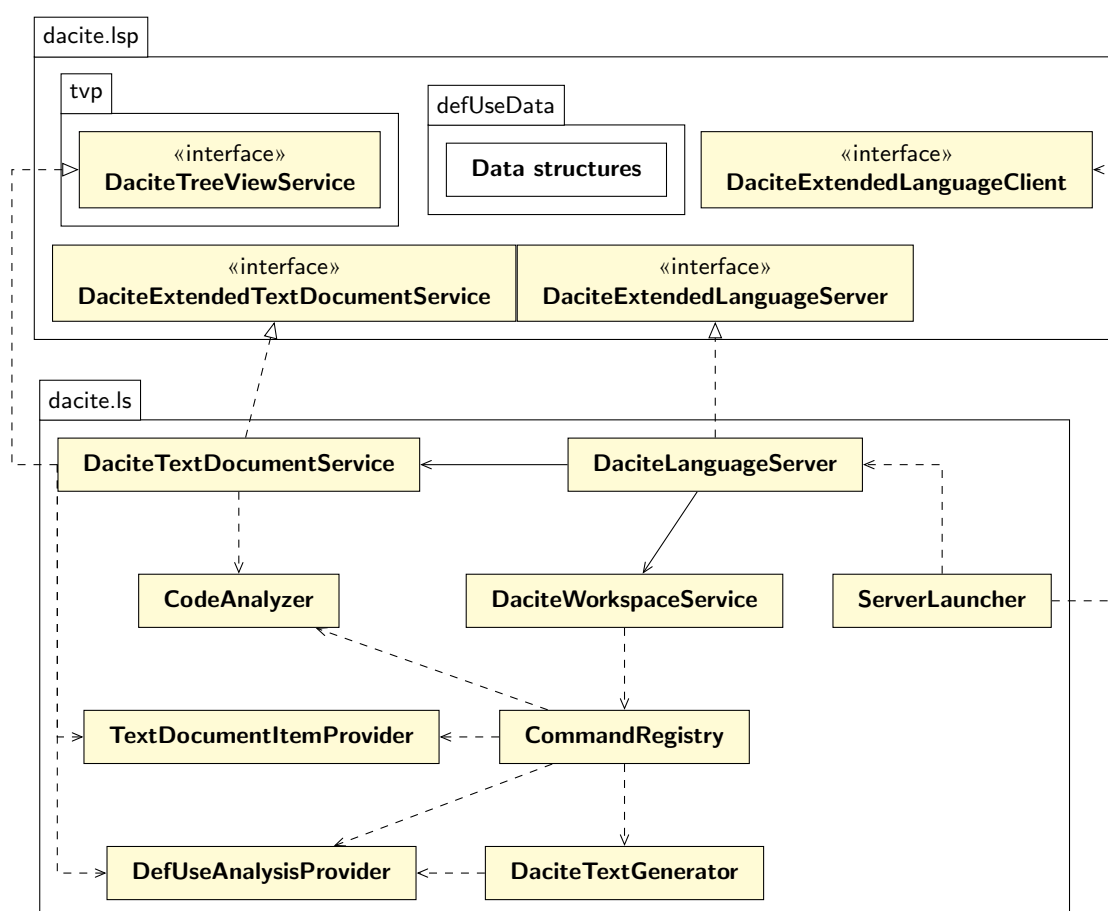 dacite.lsp
tvp
«interface»
DaciteTreeViewService
defUseData
Data structures
«interface»
DaciteExtendedLanguageClient
«interface»
DaciteExtendedTextDocumentService
«interface»
DaciteExtendedLanguageServer
dacite.ls
DaciteTextDocumentService
DaciteLanguageServer
CodeAnalyzer
DaciteWorkspaceService
ServerLauncher
TextDocumentItemProvider
CommandRegistry
DefUseAnalysisProvider
DaciteTextGenerator